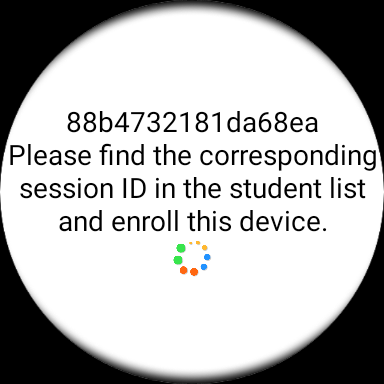 88b4732181da68ea
Please find the corresponding
session ID in the student list
and enroll this device.